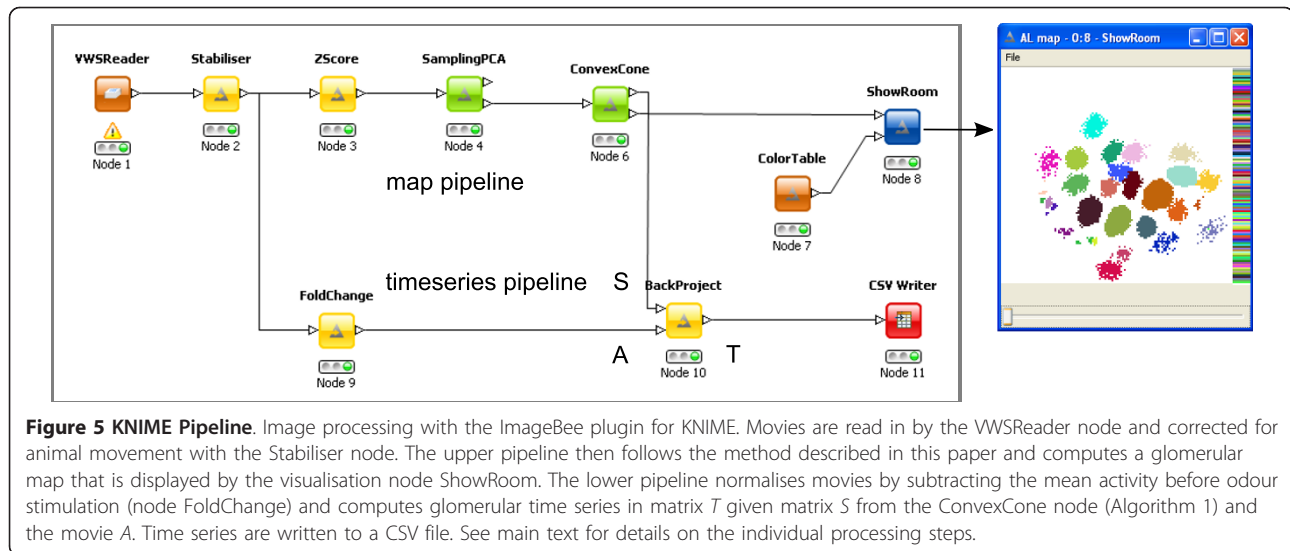 VWSReader
Stabiliser
ZScore
SamplingPCA
ConvexCone
ShowRoom
ColorTable
Node 1
Node 2
Node 3
Node 4
Node 6
Node 8
Node 7
map pipeline
timeseries pipeline
S
FoldChange
BackProject
CSV Writer
A
T
Node 9
Node 10
Node 11
AL map - 0:8 - ShowRoom
File
Figure 5 KNIME Pipeline. Image processing with the ImageBee plugin for KNIME. Movies are read in by the VWSReader node and corrected for
animal movement with the Stabiliser node. The upper pipeline then follows the method described in this paper and computes a glomerular
map that is displayed by the visualisation node ShowRoom. The lower pipeline normalises movies by subtracting the mean activity before odour
stimulation (node FoldChange) and computes glomerular time series in matrix T given matrix S from the ConvexCone node (Algorithm 1) and
the movie A. Time series are written to a CSV file. See main text for details on the individual processing steps.